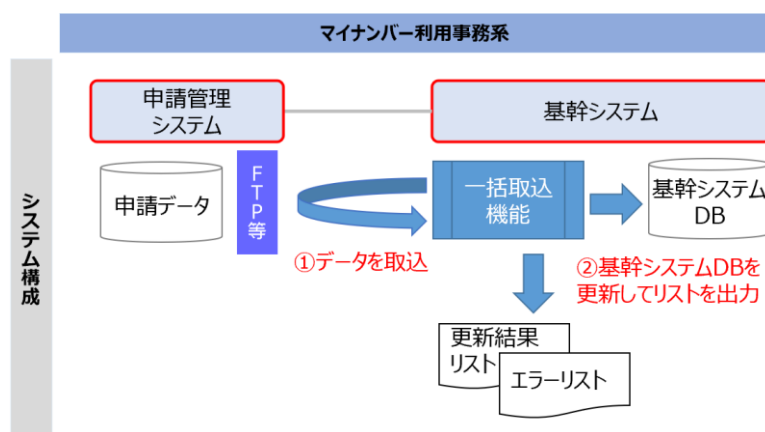 マイナンバー利用事務系
システム構成
申請管理
システム
基幹システム
申請データ
FTP等
一括取込
機能
基幹システム
DB
①データを取込
②基幹システムDBを
更新してリストを出力
更新結果
リスト
エラーリスト